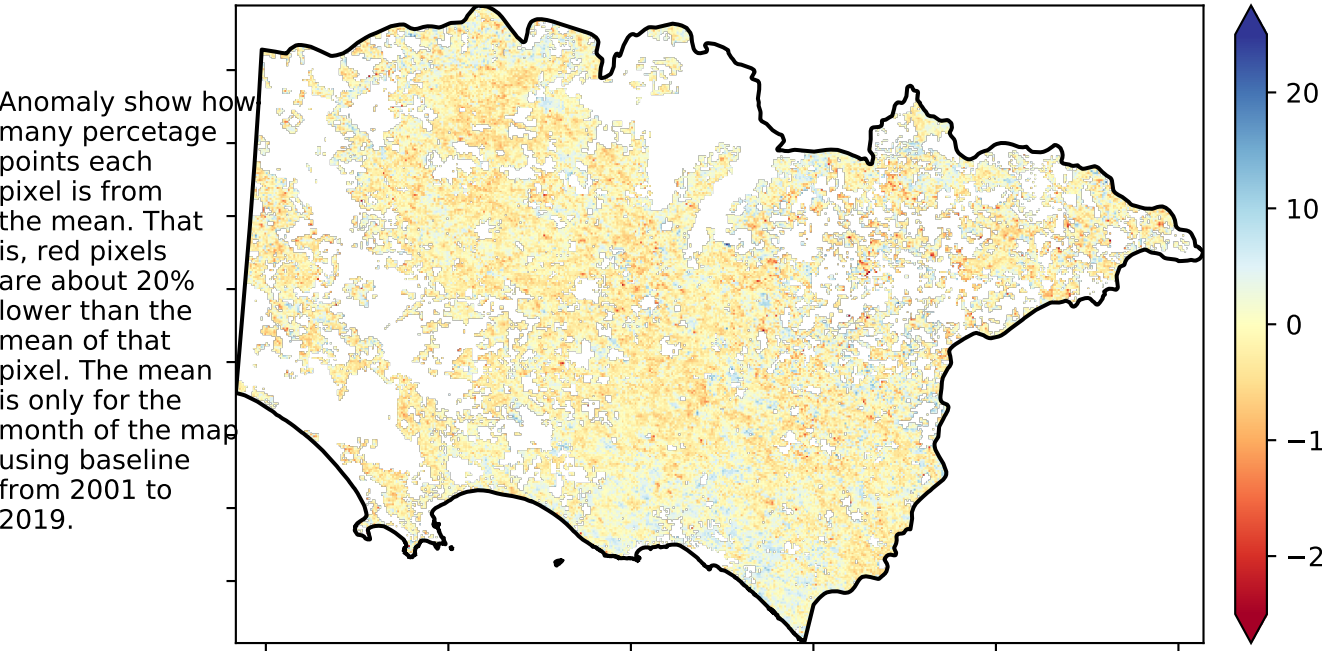 Anomaly show how
many percetage
points each
pixel is from
the mean. That
is, red pixels
are about 20%
lower than the
mean of that
pixel. The mean
is only for the
month of the map
using baseline
from 2001 to
2019.
20
10
0
−1
−2